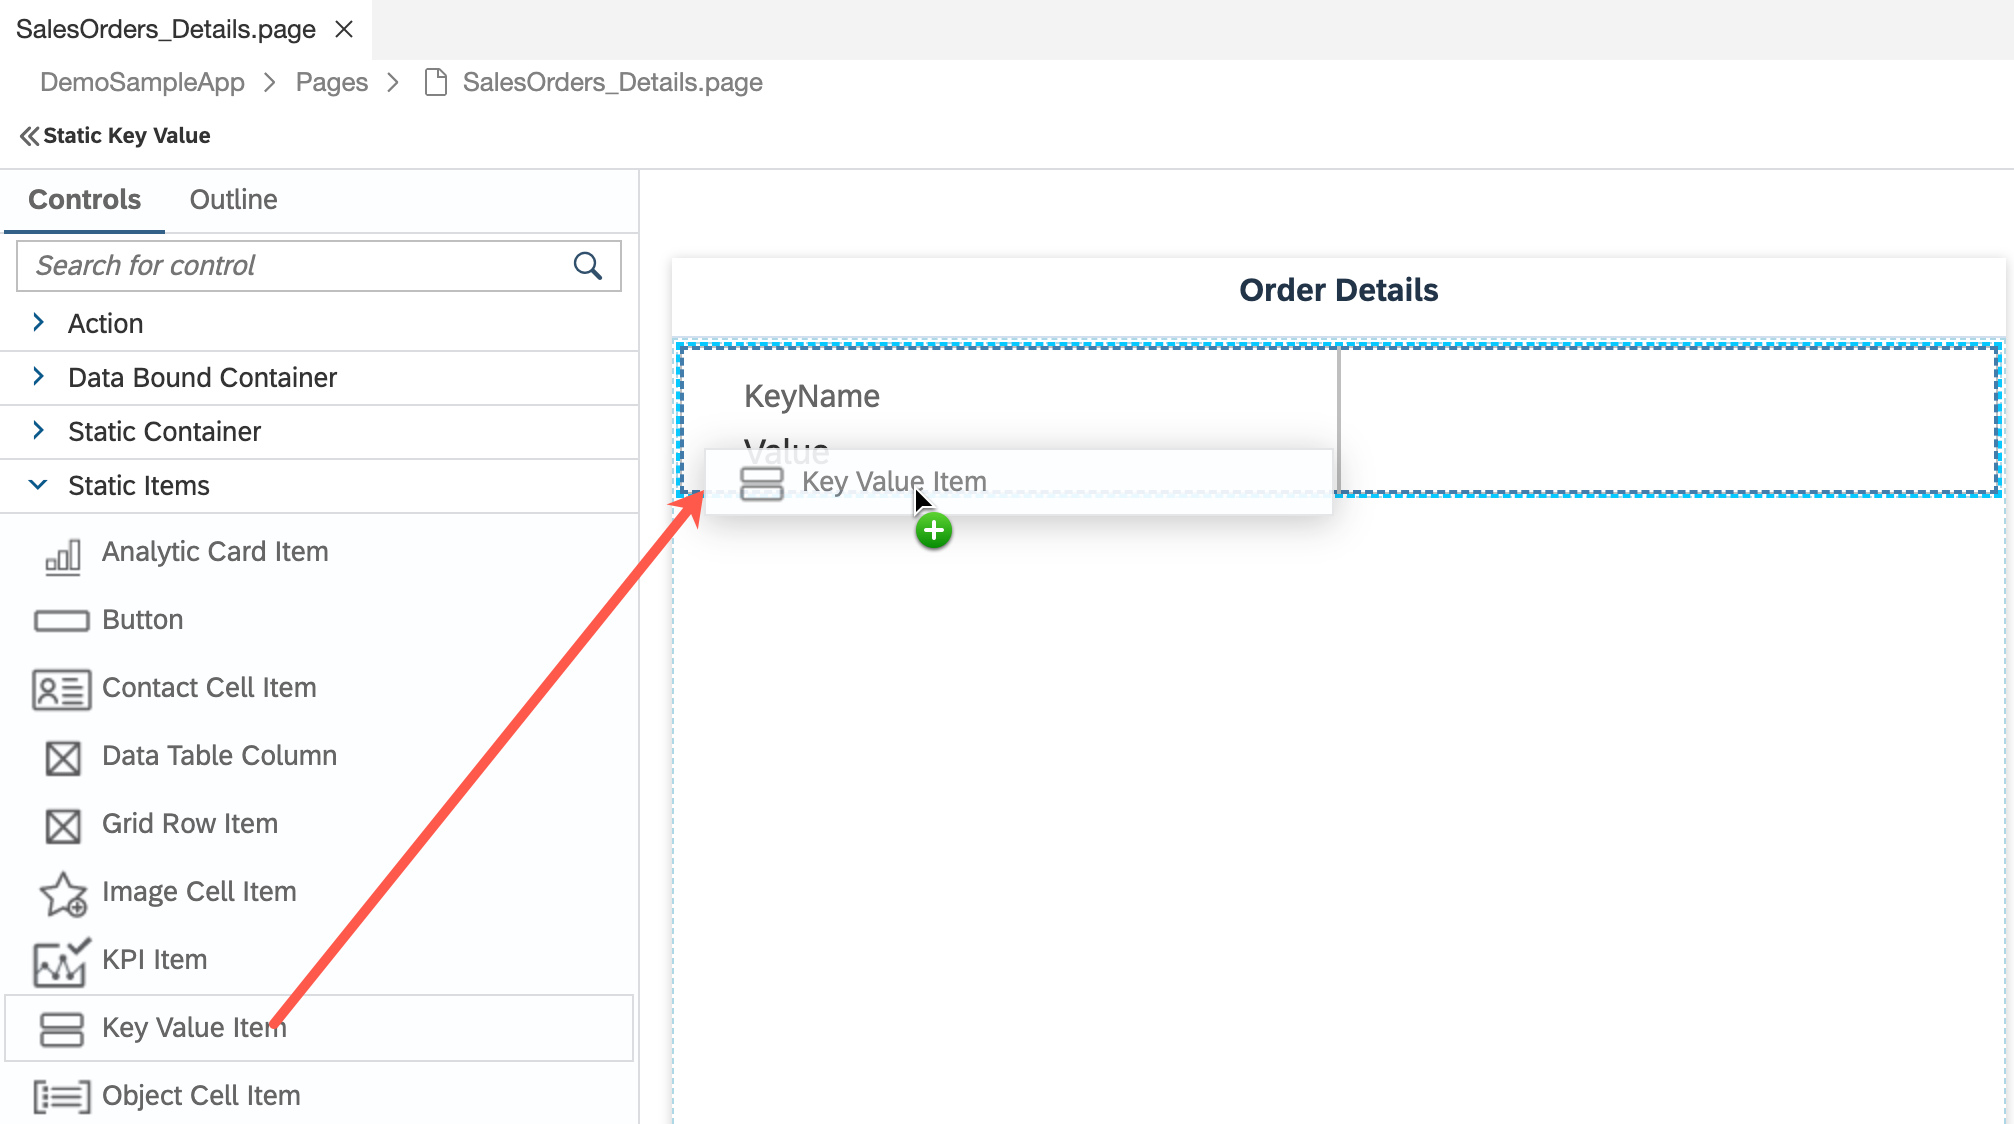 SalesOrders_Details.page
DemoSampleApp > Pages > SalesOrders_Details.page
Static Key Value
Controls Outline
Search for control
Action
Data Bound Container
Static Container
Static Items
Analytic Card Item
Button
Contact Cell Item
Data Table Column
Grid Row Item
Image Cell Item
KPI Item
Key Value Item
Object Cell Item
Order Details
KeyName
Value
Key Value Item